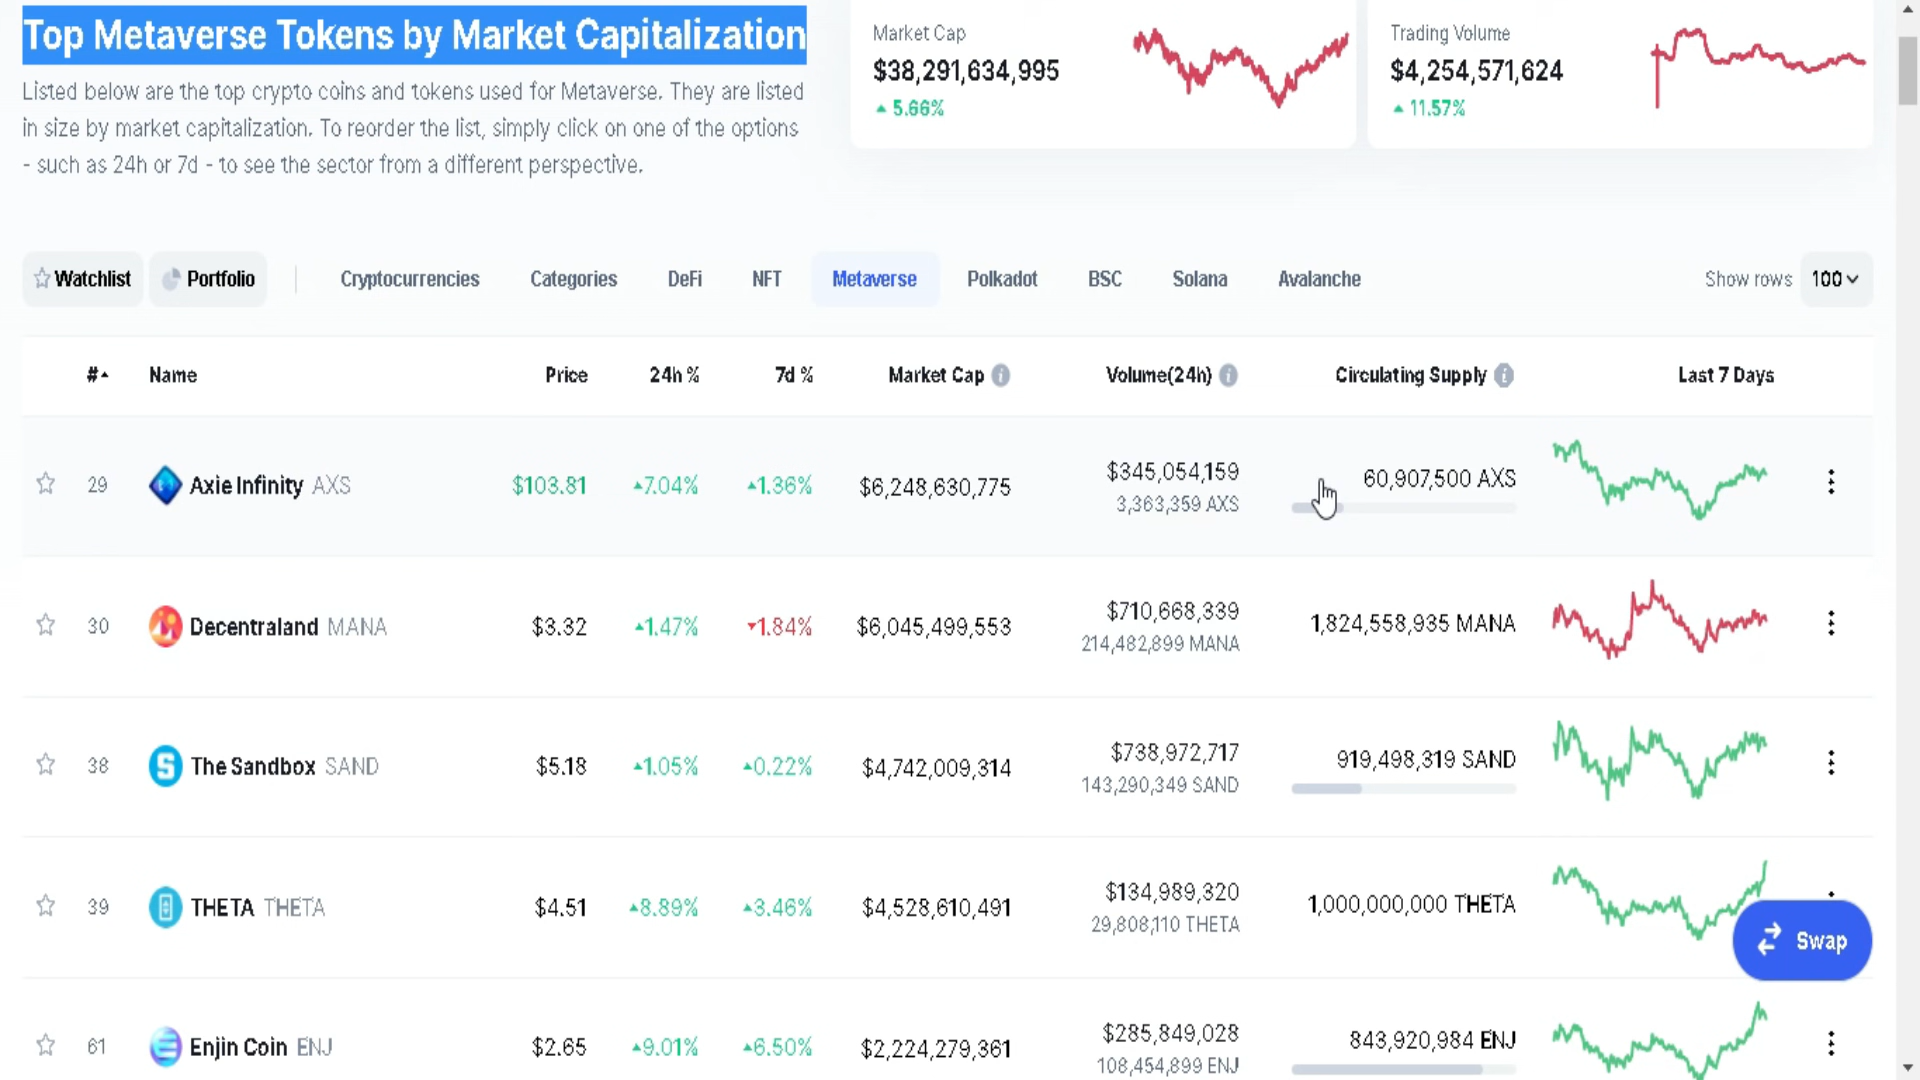 Top Metaverse Tokens by Market Capitalization
Listed below are the top crypto coins and tokens used for Metaverse. They are listed
in size by market capitalization. To reorder the list, simply click on one of the options
- such as 24h or 7d - to see the sector from a different perspective.
Market Cap
$38,291,634,995
5.66%
Trading Volume
$4,254,571,624
11.57%
Watchlist Portfolio Cryptocurrencies Categories DeFi NFT Metaverse Polkadot BSC Solana Avalanche Show rows 100
# Name Price 24h % 7d % Market Cap Volume(24h) Circulating Supply Last 7 Days
29 Axie Infinity AXS $103.81 7.04% 1.36% $6,248,630,775 $345,054,159 60,907,500 AXS
3,363,359 AXS
30 Decentraland MANA $3.32 1.47% 1.84% $6,045,499,553 $710,668,339 1,824,558,935 MANA
214,482,899 MANA
38 The Sandbox SAND $5.18 1.05% 0.22% $4,742,009,314 $738,972,717 919,498,319 SAND
143,290,349 SAND
39 THETA THETA $4.51 8.89% 3.46% $4,528,610,491 $134,989,320 1,000,000,000 THETA
29,808,110 THETA
Swap
61 Enjin Coin ENJ $2.65 9.01% 6.50% $2,224,279,361 $285,849,028 843,920,984 ENJ
108,454,899 ENJ